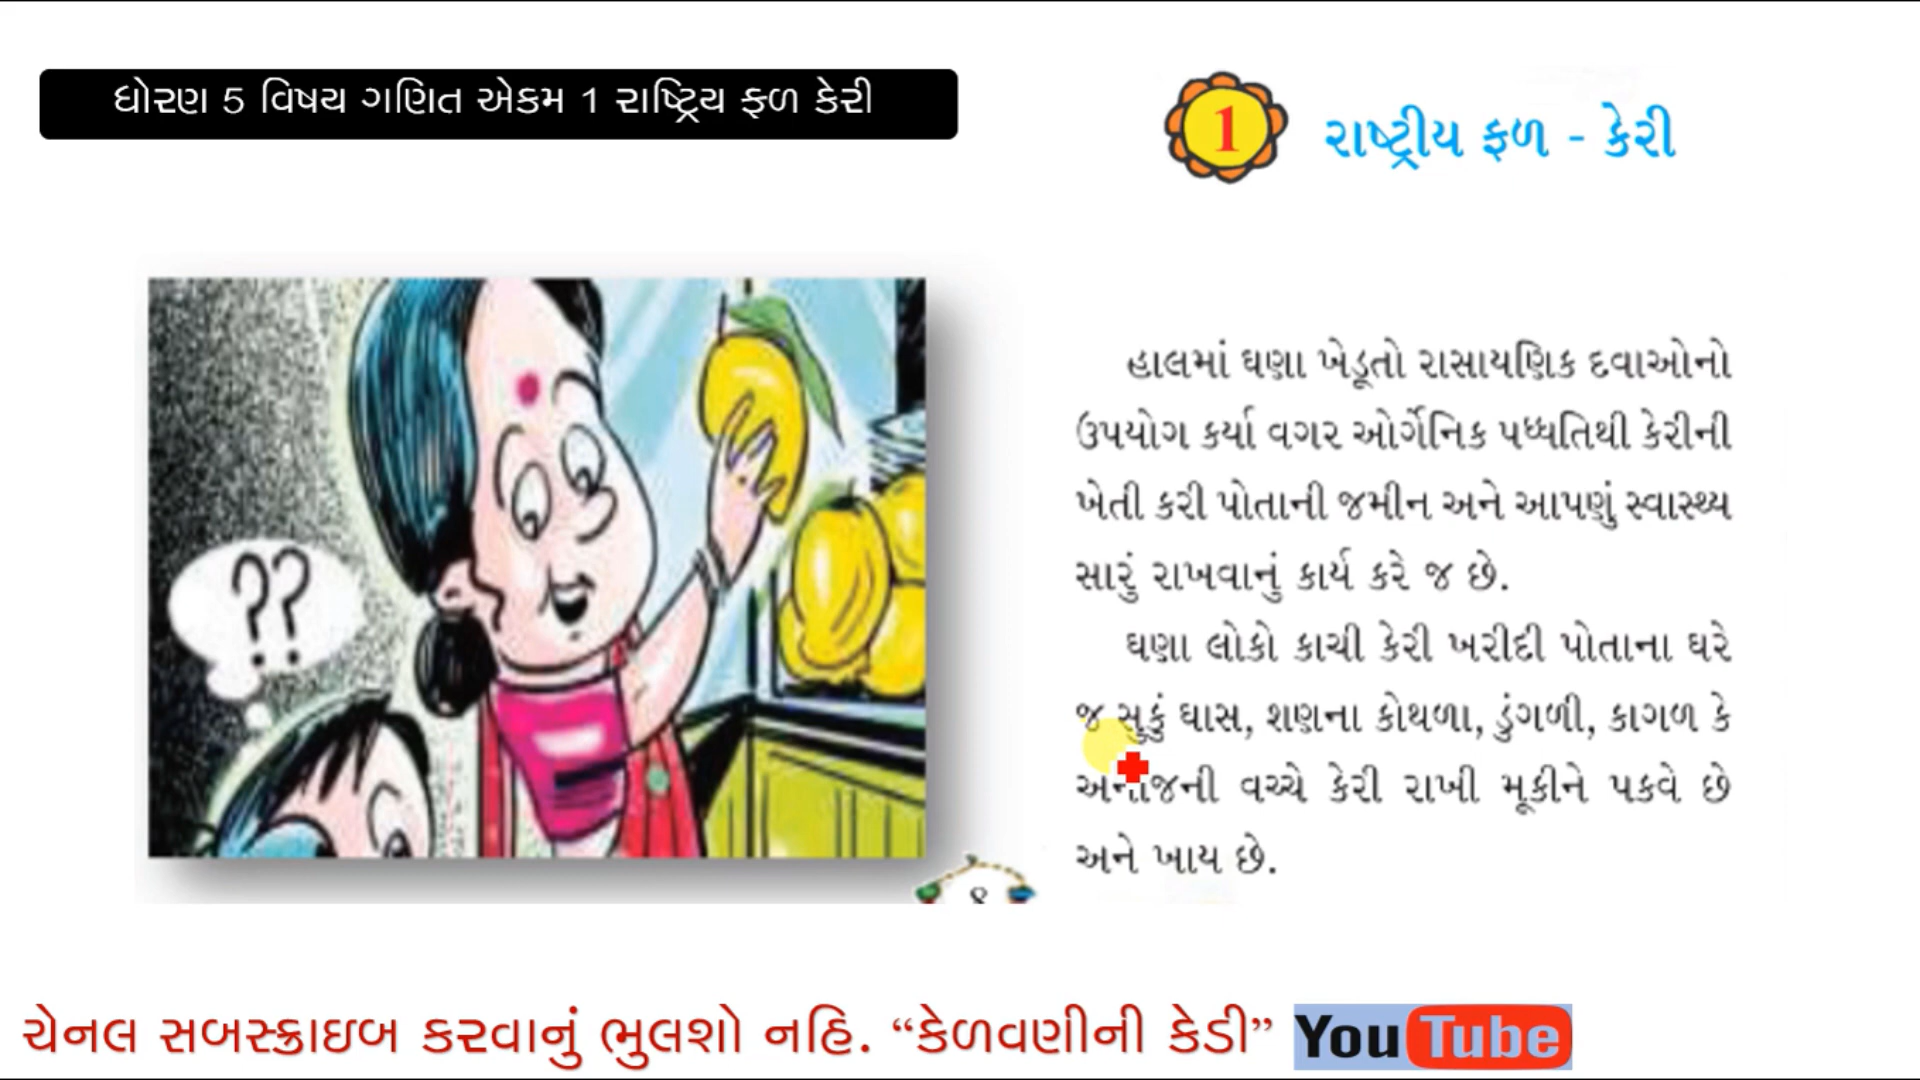 ધોરણ 5 વિષય ગણિત એકમ 1 રાષ્ટ્રિય ફળ કેરી
1 રાષ્ટ્રીય ફળ - કેરી
??
હાલમાં ઘણા ખેડૂતો રાસાયણિક દવાઓનો
ઉપયોગ કર્યા વગર ઓર્ગેનિક પધ્ધતિથી કેરીની
ખેતી કરી પોતાની જમીન અને આપણું સ્વાસ્થ્ય
સારું રાખવાનું કાર્ય કરે જ છે.
ઘણા લોકો કાચી કેરી ખરીદી પોતાના ઘરે
જ સુકું ઘાસ, શણના કોથળા, ડુંગળી, કાગળ કે
અનાજની વચ્ચે કેરી રાખી મૂકીને પકવે છે
અને ખાય છે.
8
ચેનલ સબસ્ક્રાઇબ કરવાનું ભુલશો નહિ. “કેળવણીની કેડી” YouTube